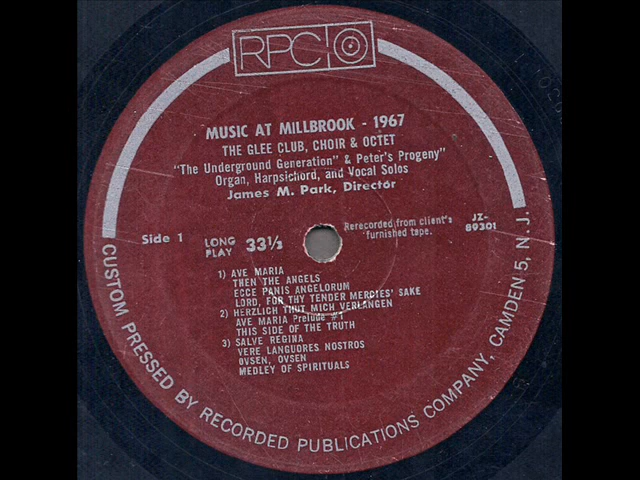 RPC
MUSIC AT MILLBROOK - 1967
THE GLEE CLUB, CHOIR & OCTET
"The Underground Generation" & Peter's Progeny"
Organ, Harpsichord, and Vocal Solos
James M. Park, Director
Side 1
LONG PLAY 33⅓
Rerecorded from client's furnished tape.
JZ-89301
1) AVE MARIA
THEN THE ANGELS
ECCE PANIS ANGELORUM
LORD, FOR THY TENDER MERCIES' SAKE
2) HERZLICH THUT MICH VERLANGEN
AVE MARIA Prelude #1
THIS SIDE OF THE TRUTH
3) SALVE REGINA
VERE LANGUORES NOSTROS
ØVSEN, OVSEN
MEDLEY OF SPIRITUALS
CUSTOM PRESSED BY RECORDED PUBLICATIONS COMPANY, CAMDEN 5, N. J.